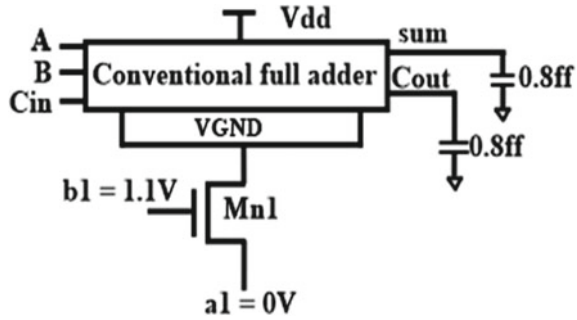 Vdd
A
B
Cin
Conventional full adder
sum
Cout
0.8ff
0.8ff
VGND
b1 = 1.1V
Mn1
a1 = 0V